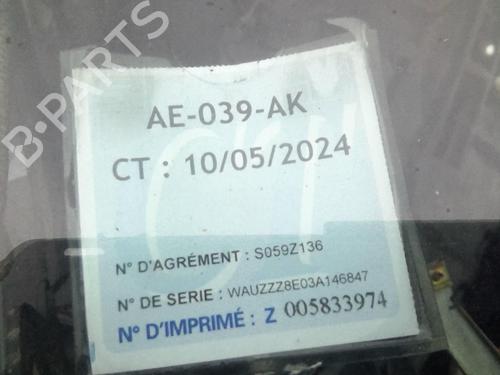 B-PARTS
AE-039-AK
CT : 10/05/2024
N° D'AGRÉMENT : S059Z136
N° DE SERIE : WAUZZZ8E03A146847
N° D'IMPRIMÉ : Z 005833974